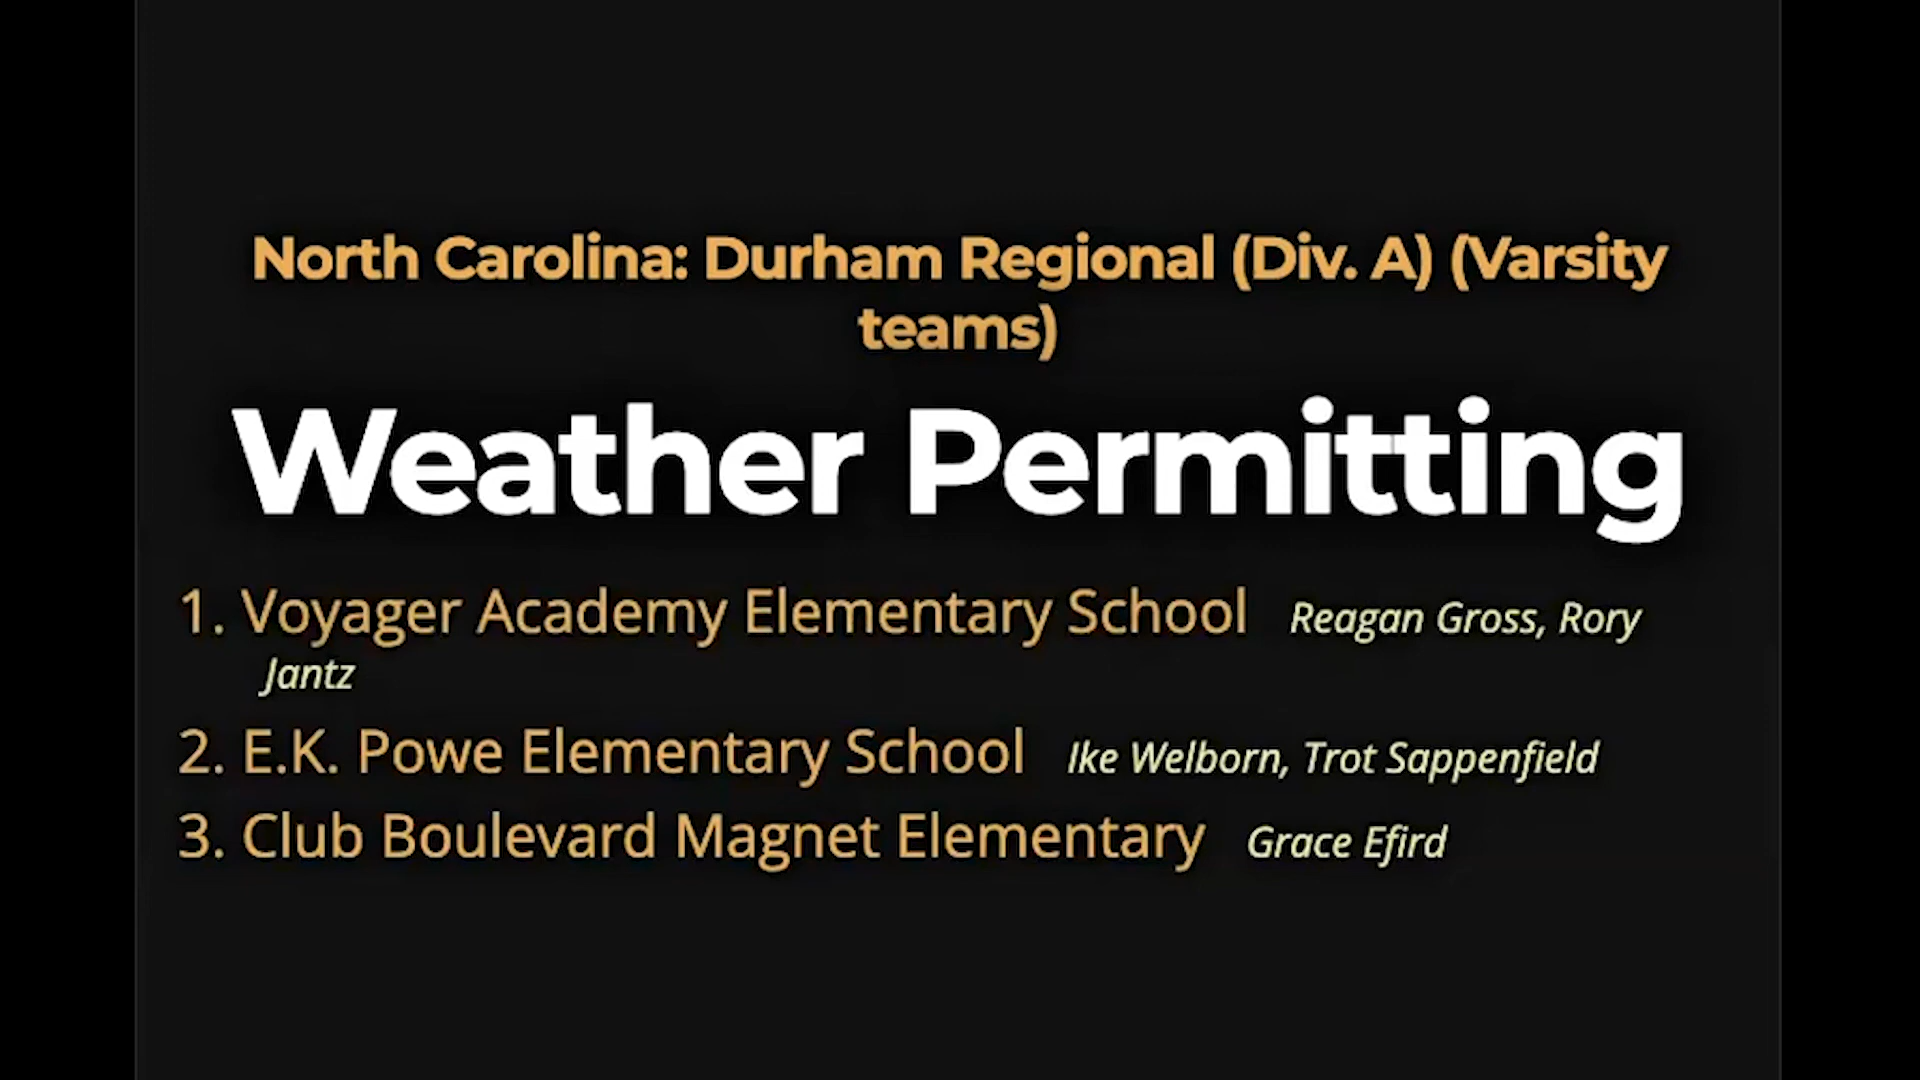 North Carolina: Durham Regional (Div. A) (Varsity
teams)
Weather Permitting
1. Voyager Academy Elementary School Reagan Gross, Rory
Jantz
2. E.K. Powe Elementary School Ike Welborn, Trot Sappenfield
3. Club Boulevard Magnet Elementary Grace Efird